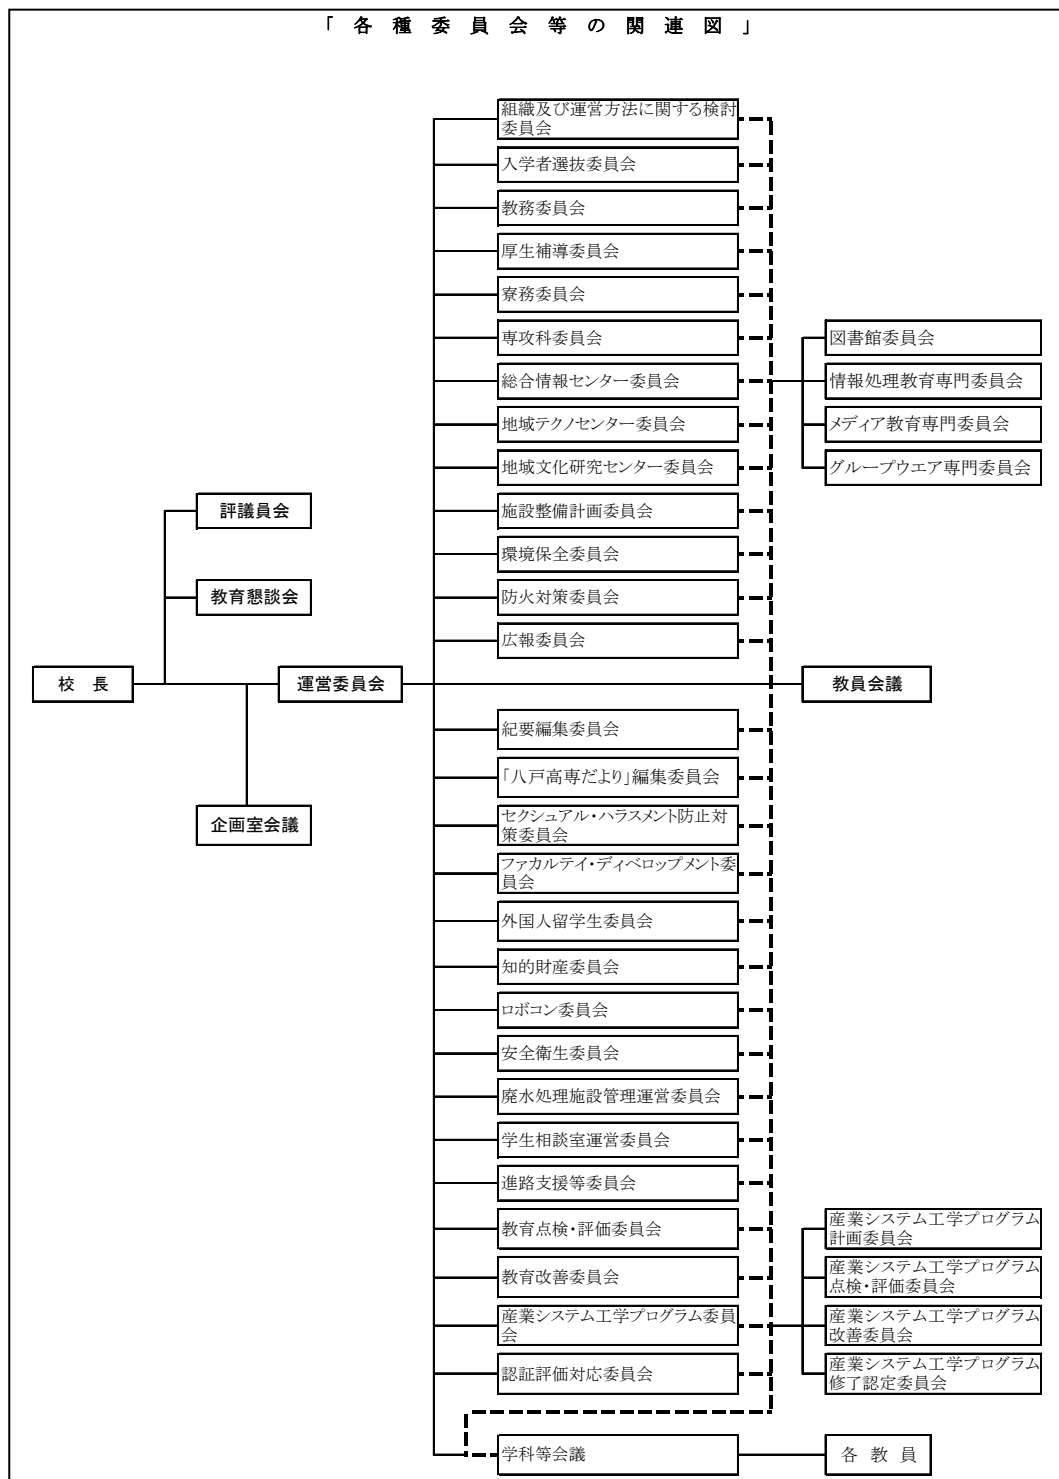 「 各 種 委 員 会 等 の 関 連 図 」
組織及び運営方法に関する検討
委員会
入学者選抜委員会
教務委員会
厚生補導委員会
寮務委員会
専攻科委員会
総合情報センター委員会
地域テクノセンター委員会
地域文化研究センター委員会
施設整備計画委員会
環境保全委員会
防火対策委員会
広報委員会
図書館委員会
情報処理教育専門委員会
メディア教育専門委員会
グループウエア専門委員会
評議員会
教育懇談会
校 長
運営委員会
教員会議
企画室会議
紀要編集委員会
「八戸高専だより」編集委員会
セクシュアル・ハラスメント防止対
策委員会
ファカルテイ・ディベロップメント委
員会
外国人留学生委員会
知的財産委員会
ロボコン委員会
安全衛生委員会
廃水処理施設管理運営委員会
学生相談室運営委員会
進路支援等委員会
教育点検・評価委員会
教育改善委員会
産業システム工学プログラム委員
会
認証評価対応委員会
産業システム工学プログラム
計画委員会
産業システム工学プログラム
点検・評価委員会
産業システム工学プログラム
改善委員会
産業システム工学プログラム
修了認定委員会
学科等会議
各 教 員